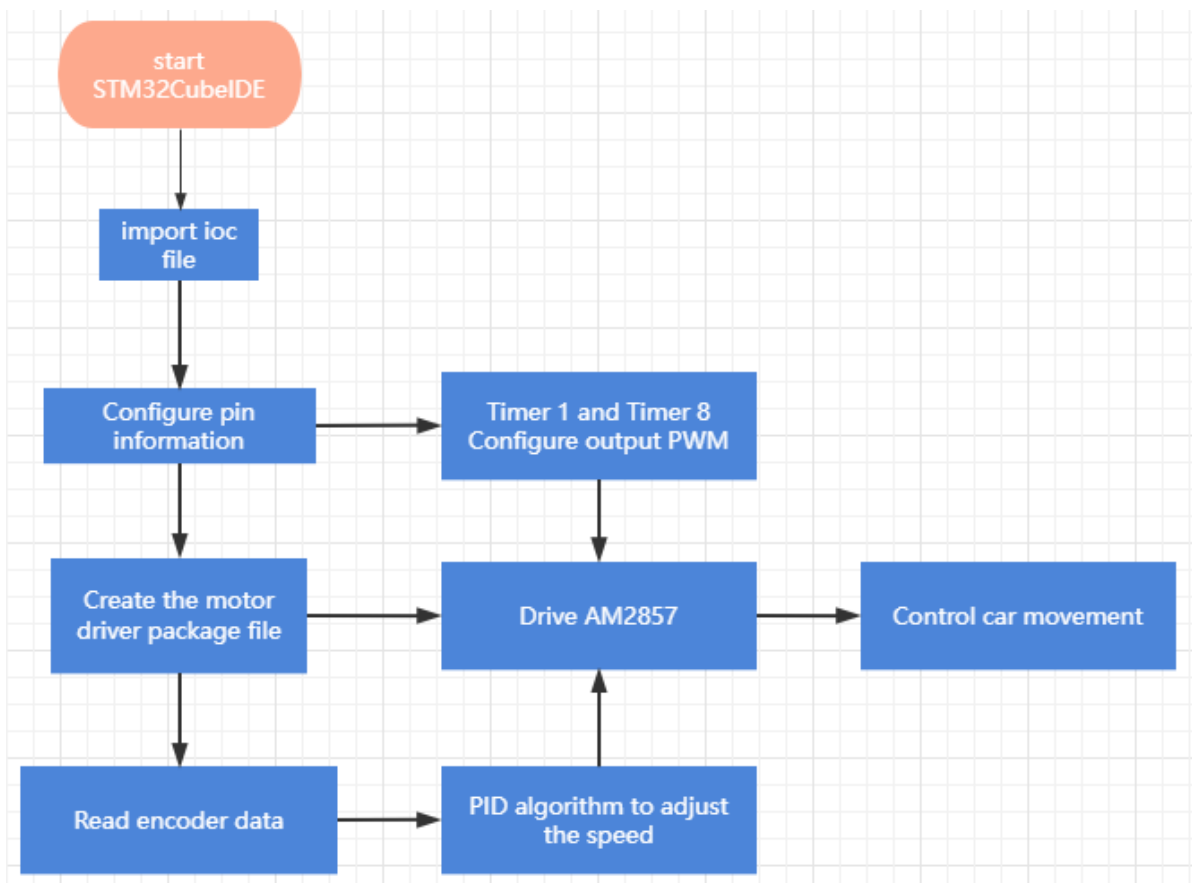 start
STM32CubeIDE
import ioc
file
Configure pin
information
Timer 1 and Timer 8
Configure output PWM
Create the motor
driver package file
Drive AM2857
Control car movement
Read encoder data
PID algorithm to adjust
the speed